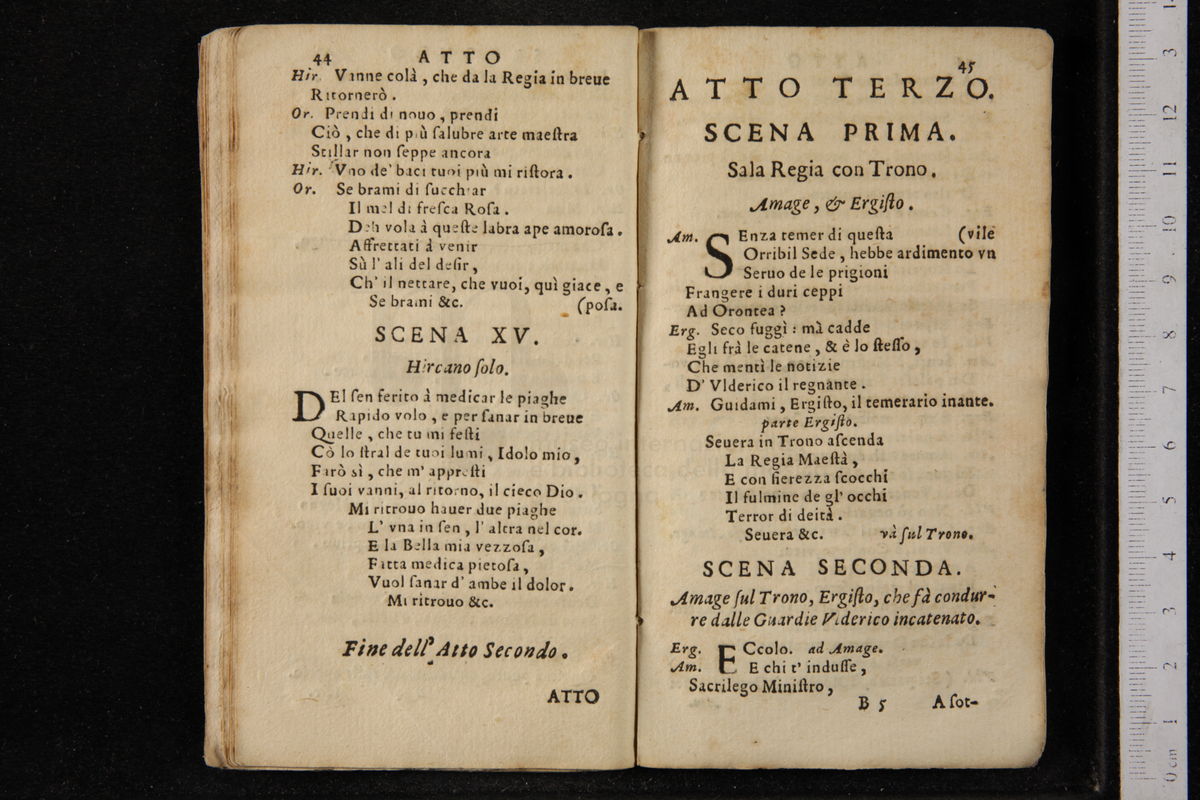 44 ATTO
Hir. Vanne colà, che da la Regia in breue
Ritornerò.
Or. Prendi di nouo, prendi
Ciò, che di più ſalubre arte maeſtra
Stillar non ſeppe ancora
Hir. Vno de' baci tuoi più mi riſtora.
Or. Se brami di ſucchiar
Il mel di freſca Roſa.
Deh vola à queſte labra ape amoroſa.
Affrettati à venir
Sù l' ali del deſir,
Ch' il nettare, che vuoi, quì giace, e
Se brami &c. (poſa.
SCENA XV.
Hircano ſolo.
DEl ſen ferito à medicar le piaghe
Rapido volo, e per ſanar in breue
Quelle, che tu mi feſti
Cò lo ſtral de tuoi lumi, Idolo mio,
Farò sì, che m' appreſti
I ſuoi vanni, al ritorno, il cieco Dio.
Mi ritrouo hauer due piaghe
L' vna in ſen, l' altra nel cor.
E la Bella mia vezzoſa,
Fatta medica pietoſa,
Vuol ſanar d' ambe il dolor.
Mi ritrouo &c.
Fine dell' Atto Secondo.
ATTO
45
ATTO TERZO.
SCENA PRIMA.
Sala Regia con Trono.
Amage, & Ergiſto.
Am. SEnza temer di queſta (vile
Orribil Sede, hebbe ardimento vn
Seruo de le prigioni
Frangere i duri ceppi
Ad Orontea?
Erg. Seco fuggì: mà cadde
Egli frà le catene, & è lo ſteſſo,
Che mentì le notizie
D' Vlderico il regnante.
Am. Guidami, Ergiſto, il temerario inante.
parte Ergiſto.
Seuera in Trono aſcenda
La Regia Maeſtà,
E con fierezza ſcocchi
Il fulmine de gl' occhi
Terror di deità.
Seuera &c. và ſul Trono.
SCENA SECONDA.
Amage ſul Trono, Ergiſto, che fà condur-
re dalle Guardie Vlderico incatenato.
Erg. ECcolo. ad Amage.
Am. E chi t' induſſe,
Sacrilego Miniſtro,
B 5 A ſot-